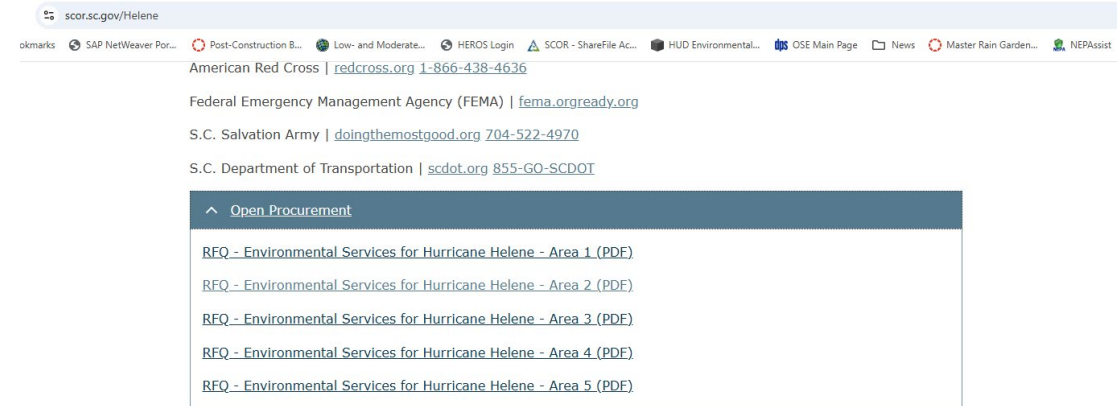 scor.sc.gov/Helene
okmarks SAP NetWeaver Por... Post-Construction B... Low- and Moderate... HEROS Login SCOR - ShareFile Ac... HUD Environmental... dps OSE Main Page News Master Rain Garden... NEPA NEPAssist
American Red Cross | redcross.org 1-866-438-4636
Federal Emergency Management Agency (FEMA) | fema.orgready.org
S.C. Salvation Army | doingthemostgood.org 704-522-4970
S.C. Department of Transportation | scdot.org 855-GO-SCDOT
Open Procurement
RFQ - Environmental Services for Hurricane Helene - Area 1 (PDF)
RFQ - Environmental Services for Hurricane Helene - Area 2 (PDF)
RFQ - Environmental Services for Hurricane Helene - Area 3 (PDF)
RFQ - Environmental Services for Hurricane Helene - Area 4 (PDF)
RFQ - Environmental Services for Hurricane Helene - Area 5 (PDF)